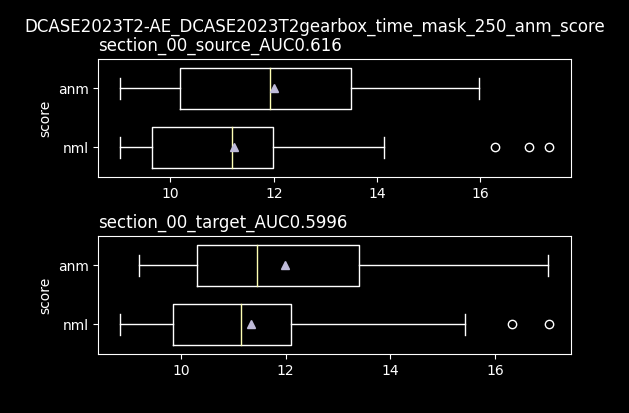 DCASE2023T2-AE_DCASE2023T2gearbox_time_mask_250_anm_score
section_00_source_AUC0.616
anm
score
nml
10 12 14 16
section_00_target_AUC0.5996
anm
score
nml
10 12 14 16